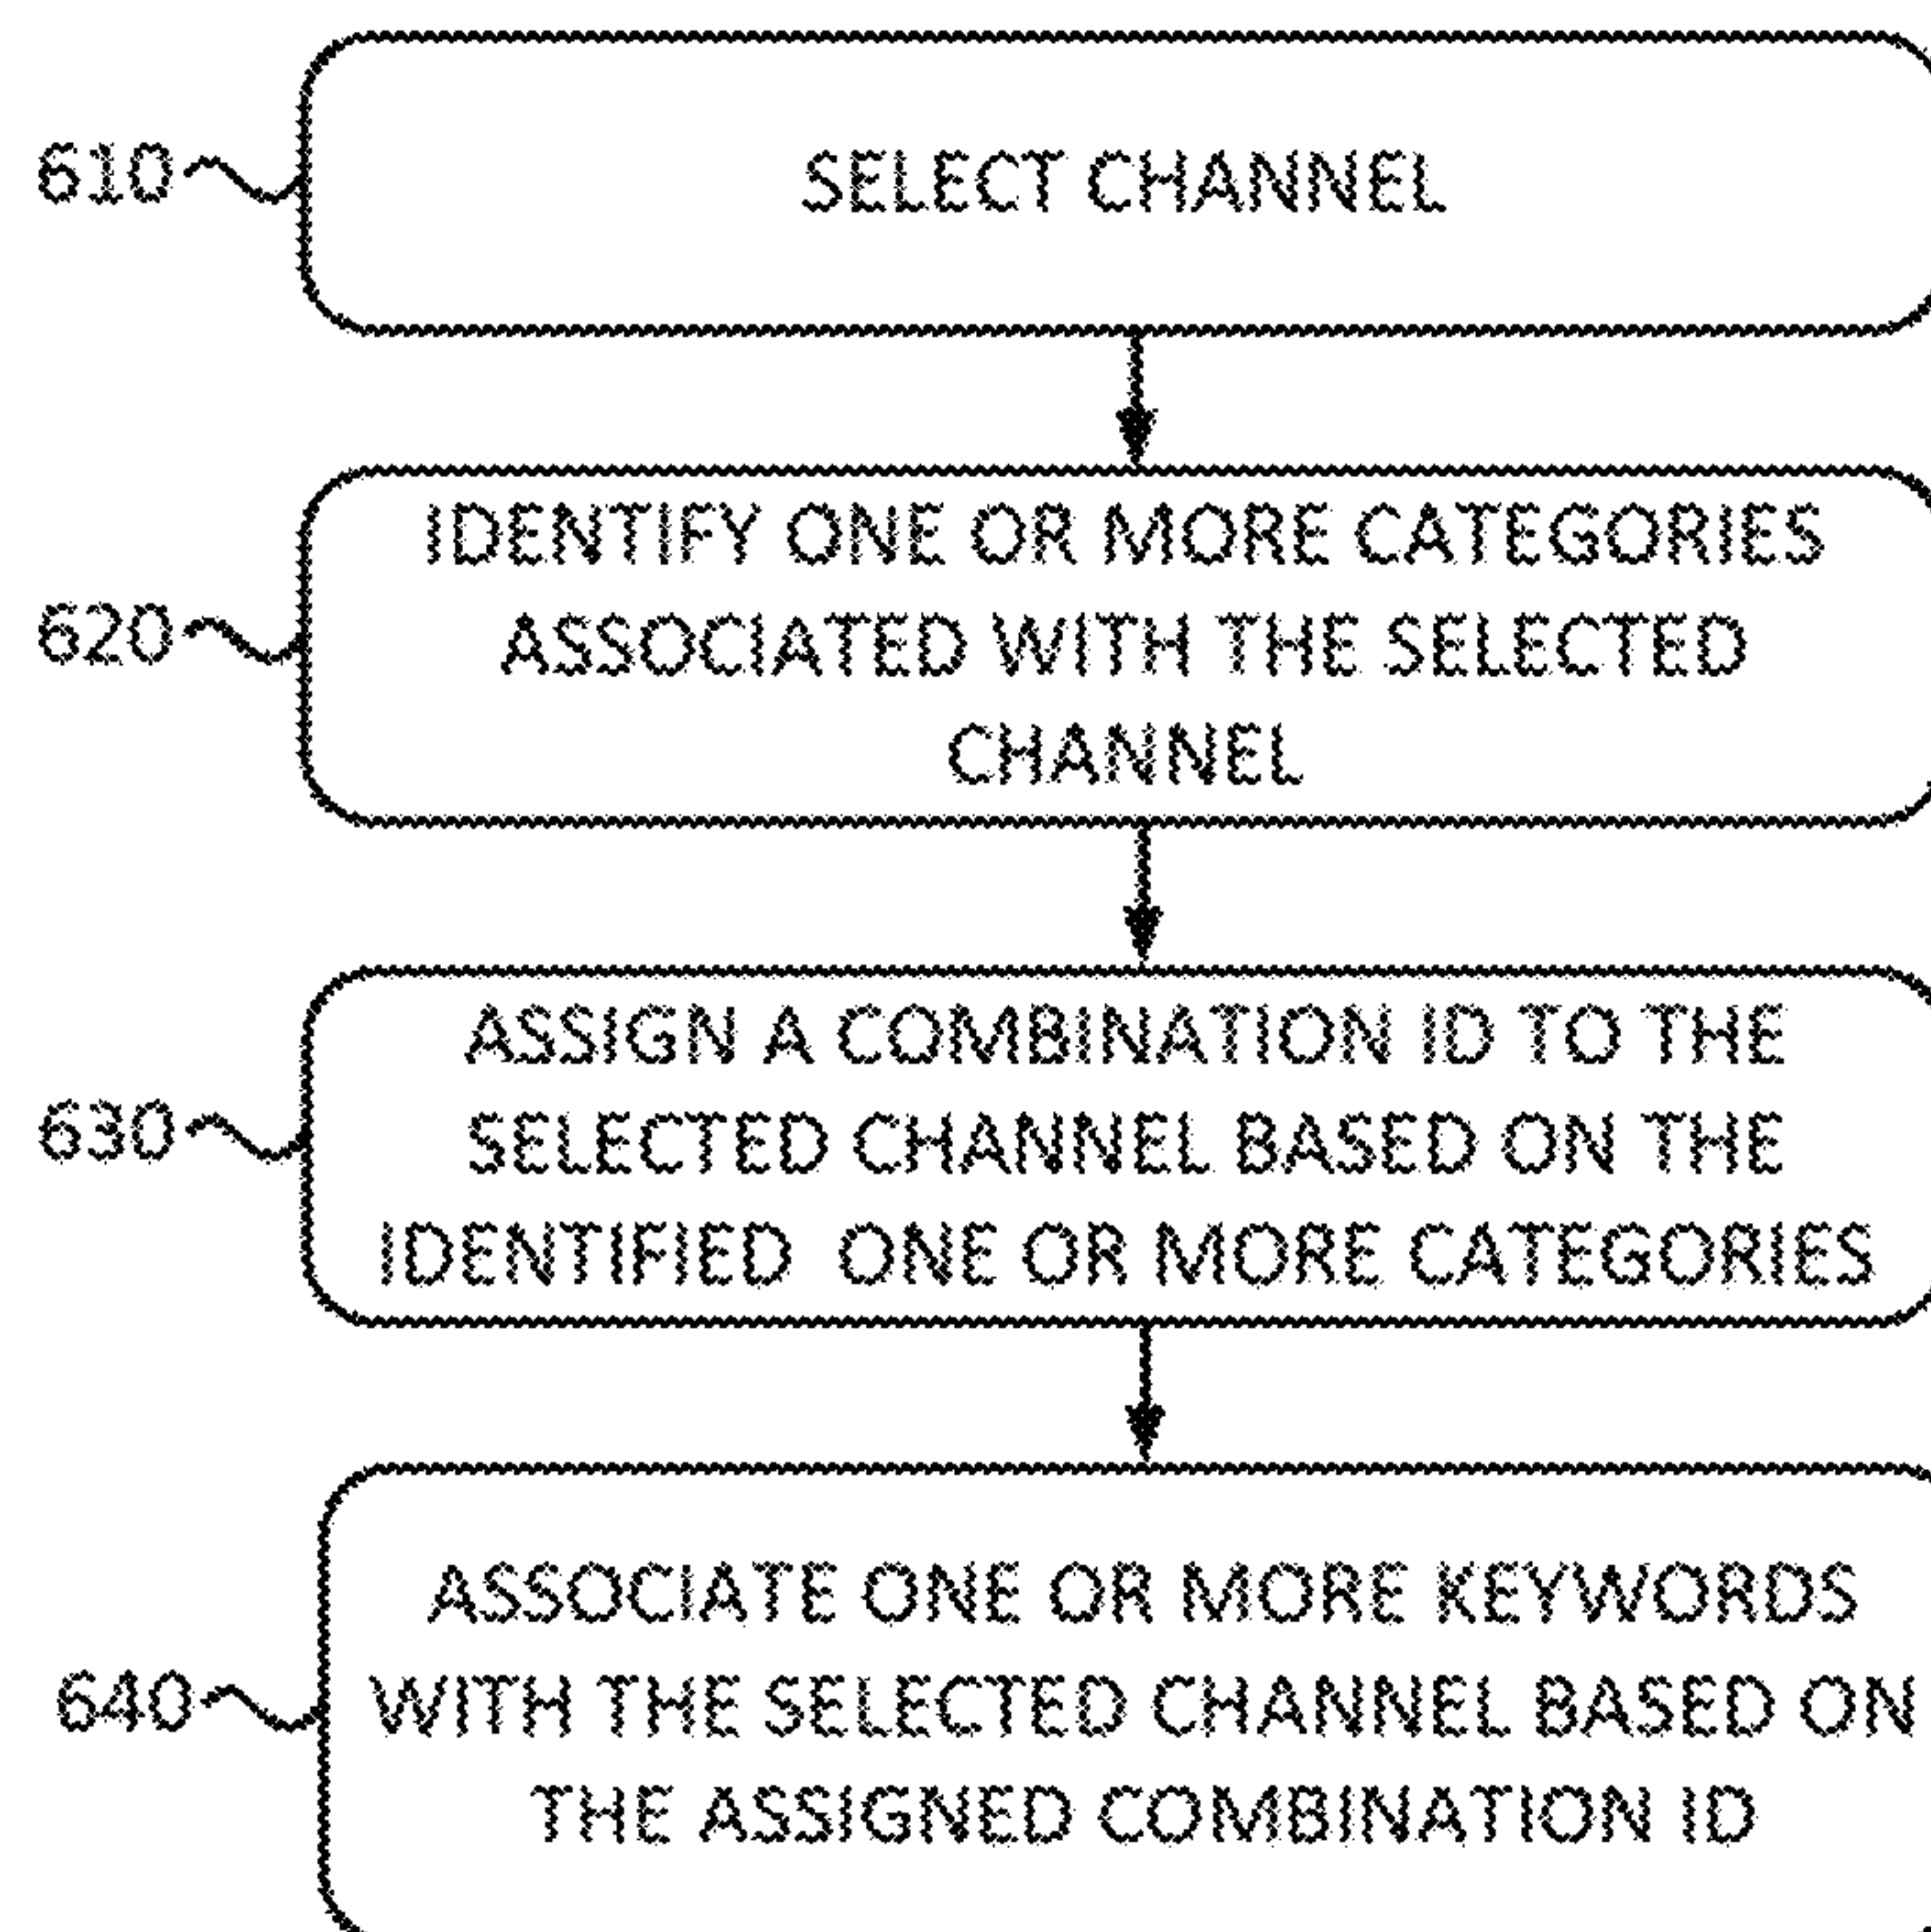 610
SELECT CHANNEL
620
IDENTIFY ONE OR MORE CATEGORIES
ASSOCIATED WITH THE SELECTED
CHANNEL
630
ASSIGN A COMBINATION ID TO THE
SELECTED CHANNEL BASED ON THE
IDENTIFIED ONE OR MORE CATEGORIES
640
ASSOCIATE ONE OR MORE KEYWORDS
WITH THE SELECTED CHANNEL BASED ON
THE ASSIGNED COMBINATION ID